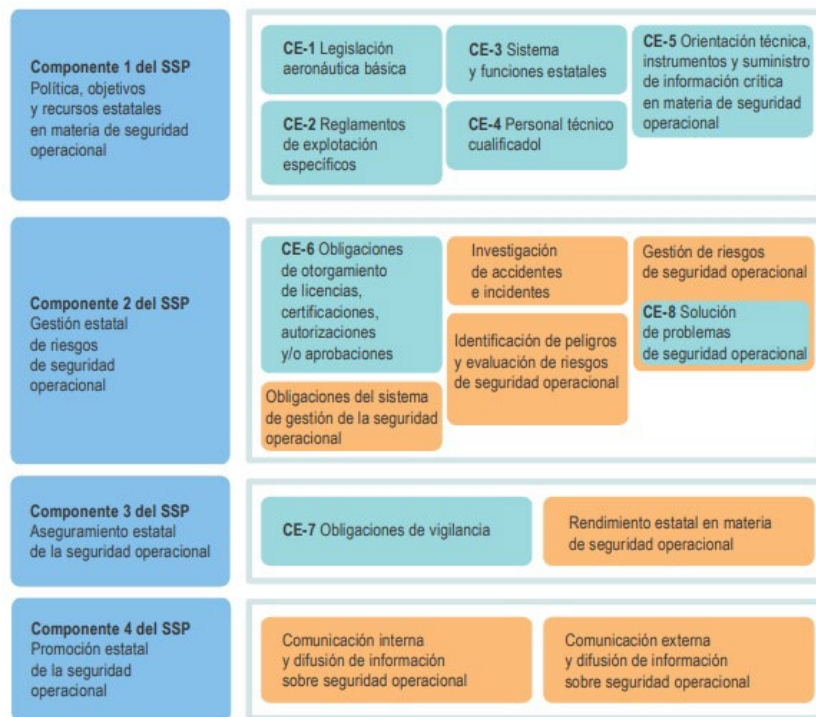 Componente 1 del SSP
Política, objetivos
y recursos estatales
en materia de seguridad
operacional
CE-1 Legislación
aeronáutica básica
CE-2 Reglamentos
de explotación
específicos
CE-3 Sistema
y funciones estatales
CE-4 Personal técnico
cualificadol
CE-5 Orientación técnica,
instrumentos y suministro
de información crítica
en materia de seguridad
operacional
Componente 2 del SSP
Gestión estatal
de riesgos
de seguridad
operacional
CE-6 Obligaciones
de otorgamiento
de licencias,
certificaciones,
autorizaciones
y/o aprobaciones
Obligaciones del sistema
de gestión de la seguridad
operacional
Investigación
de accidentes
e incidentes
Identificación de peligros
y evaluación de riesgos
de seguridad operacional
Gestión de riesgos
de seguridad operacional
CE-8 Solución
de problemas
de seguridad operacional
Componente 3 del SSP
Aseguramiento estatal
de la seguridad operacional
CE-7 Obligaciones de vigilancia
Rendimiento estatal en materia
de seguridad operacional
Componente 4 del SSP
Promoción estatal
de la seguridad
operacional
Comunicación interna
y difusión de información
sobre seguridad operacional
Comunicación externa
y difusión de información
sobre seguridad operacional